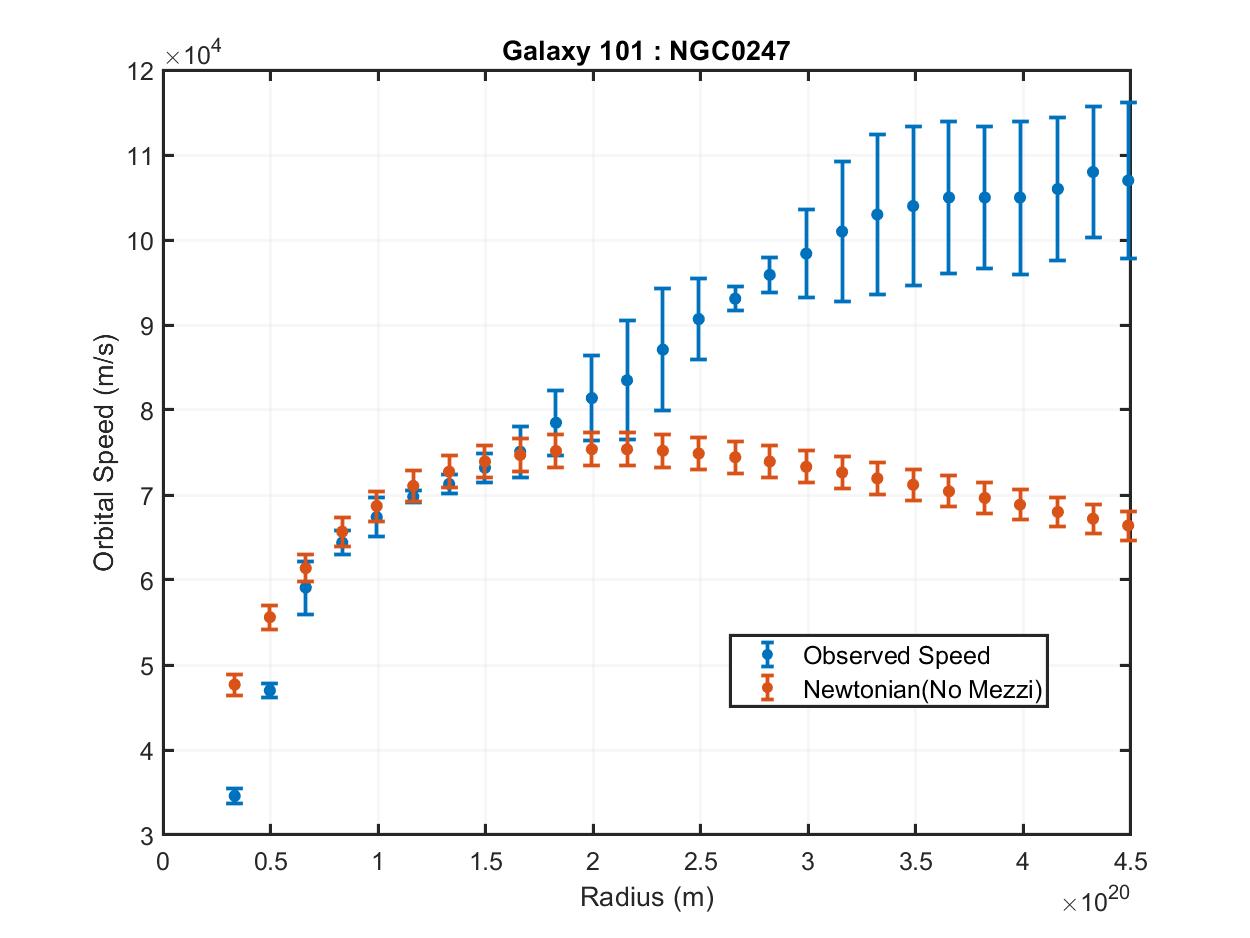 Galaxy 101 : NGC0247
×10^4
12
11
10
9
8
7
6
5
4
3
Orbital Speed (m/s)
Observed Speed
Newtonian(No Mezzi)
0 0.5 1 1.5 2 2.5 3 3.5 4 4.5
Radius (m)
×10^20